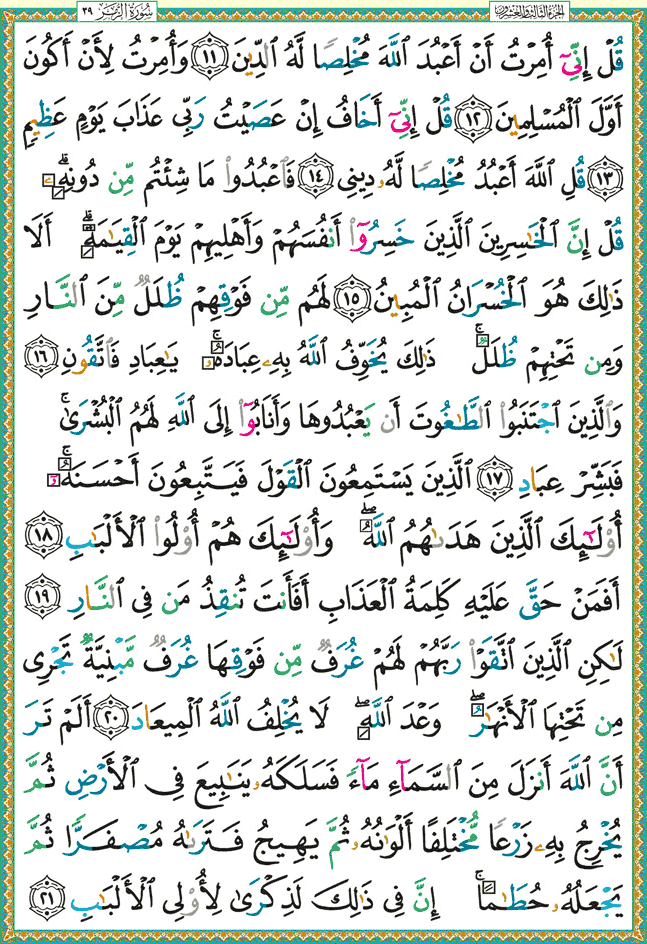 الجزء الثالث والعشرون
سورة الزمر ٣٩
قُلْ إِنِّىٓ أُمِرْتُ أَنْ أَعْبُدَ ٱللَّهَ مُخْلِصًا لَّهُ ٱلدِّينَ ١١ وَأُمِرْتُ لِأَنْ أَكُونَ
أَوَّلَ ٱلْمُسْلِمِينَ ١٢ قُلْ إِنِّىٓ أَخَافُ إِنْ عَصَيْتُ رَبِّى عَذَابَ يَوْمٍ عَظِيمٍ
١٣ قُلِ ٱللَّهَ أَعْبُدُ مُخْلِصًا لَّهُۥ دِينِى ١٤ فَٱعْبُدُوا۟ مَا شِئْتُم مِّن دُونِهِۦ ۗ
قُلْ إِنَّ ٱلْخَٰسِرِينَ ٱلَّذِينَ خَسِرُوٓا۟ أَنفُسَهُمْ وَأَهْلِيهِمْ يَوْمَ ٱلْقِيَٰمَةِ ۗ أَلَا
ذَٰلِكَ هُوَ ٱلْخُسْرَانُ ٱلْمُبِينُ ١٥ لَهُم مِّن فَوْقِهِمْ ظُلَلٌ مِّنَ ٱلنَّارِ
وَمِن تَحْتِهِمْ ظُلَلٌ ۚ ذَٰلِكَ يُخَوِّفُ ٱللَّهُ بِهِۦ عِبَادَهُۥ ۚ يَٰعِبَادِ فَٱتَّقُونِ ١٦
وَٱلَّذِينَ ٱجْتَنَبُوا۟ ٱلطَّٰغُوتَ أَن يَعْبُدُوهَا وَأَنَابُوٓا۟ إِلَى ٱللَّهِ لَهُمُ ٱلْبُشْرَىٰ ۚ
فَبَشِّرْ عِبَادِ ١٧ ٱلَّذِينَ يَسْتَمِعُونَ ٱلْقَوْلَ فَيَتَّبِعُونَ أَحْسَنَهُۥٓ ۚ
أُو۟لَٰٓئِكَ ٱلَّذِينَ هَدَىٰهُمُ ٱللَّهُ ۖ وَأُو۟لَٰٓئِكَ هُمْ أُو۟لُوا۟ ٱلْأَلْبَٰبِ ١٨
أَفَمَنْ حَقَّ عَلَيْهِ كَلِمَةُ ٱلْعَذَابِ أَفَأَنتَ تُنقِذُ مَن فِى ٱلنَّارِ ١٩
لَٰكِنِ ٱلَّذِينَ ٱتَّقَوْا۟ رَبَّهُمْ لَهُمْ غُرَفٌ مِّن فَوْقِهَا غُرَفٌ مَّبْنِيَّةٌ تَجْرِى
مِن تَحْتِهَا ٱلْأَنْهَٰرُ ۖ وَعْدَ ٱللَّهِ ۖ لَا يُخْلِفُ ٱللَّهُ ٱلْمِيعَادَ ٢٠ أَلَمْ تَرَ
أَنَّ ٱللَّهَ أَنزَلَ مِنَ ٱلسَّمَآءِ مَآءً فَسَلَكَهُۥ يَنَٰبِيعَ فِى ٱلْأَرْضِ ثُمَّ
يُخْرِجُ بِهِۦ زَرْعًا مُّخْتَلِفًا أَلْوَٰنُهُۥ ثُمَّ يَهِيجُ فَتَرَىٰهُ مُصْفَرًّا ثُمَّ
يَجْعَلُهُۥ حُطَٰمًا ۚ إِنَّ فِى ذَٰلِكَ لَذِكْرَىٰ لِأُو۟لِى ٱلْأَلْبَٰبِ ٢١